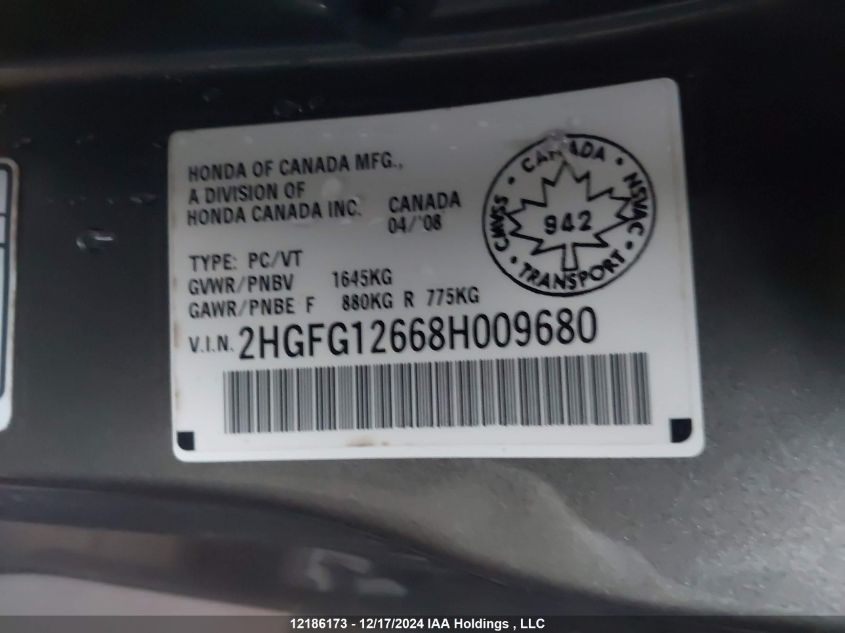 HONDA OF CANADA MFG.,
A DIVISION OF
HONDA CANADA INC. CANADA
04/'08
TYPE: PC/VT
GVWR/PNBV 1645KG
GAWR/PNBE F 880KG R 775KG
V.I.N. 2HGFG12668H009680
• CANADA •
CMVSS • NSVAC
942
• TRANSPORT •
12186173 - 12/17/2024 IAA Holdings , LLC